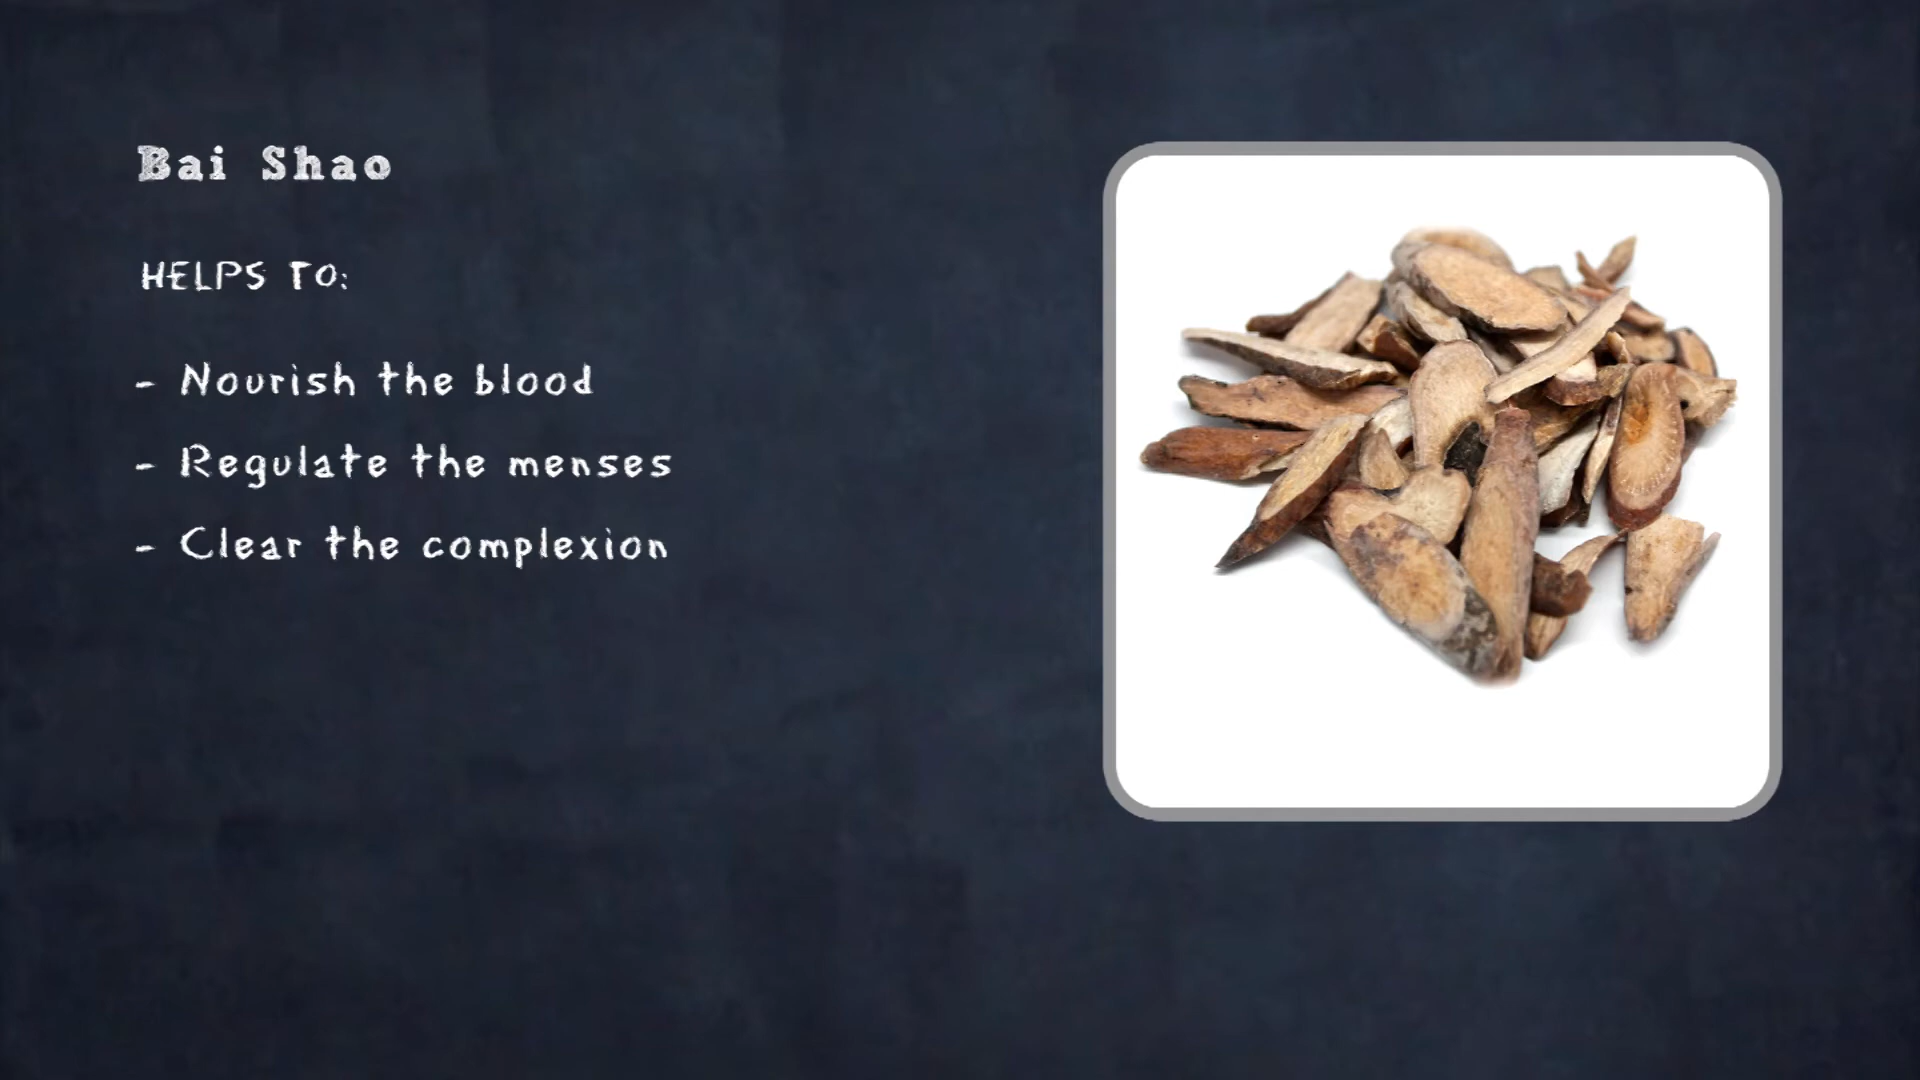 Bai Shao
HELPS TO:
- Nourish the blood
- Regulate the menses
- Clear the complexion